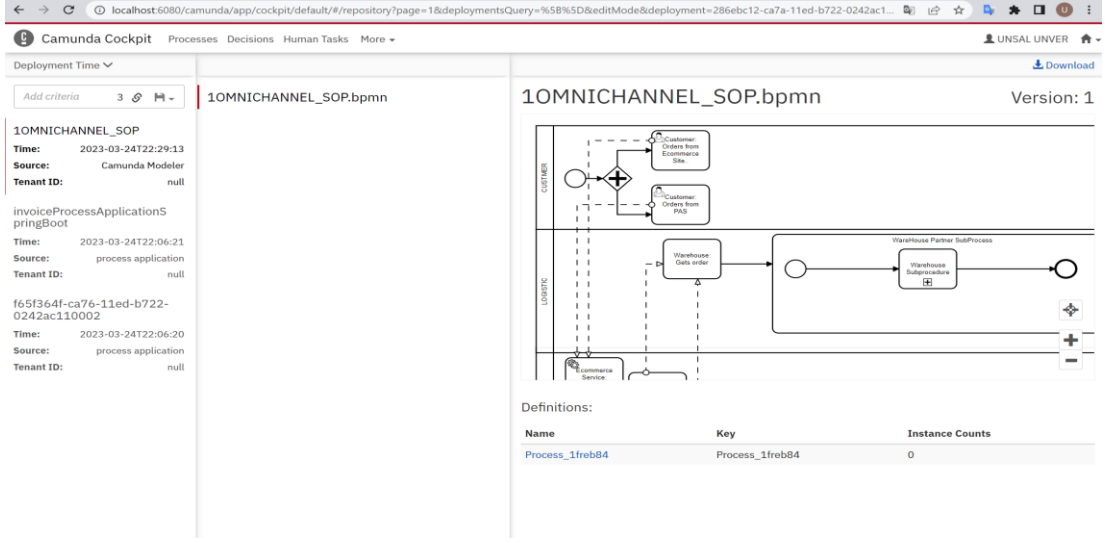 localhost:6080/camunda/app/cockpit/default/#/repository?page=1&deploymentsQuery=%5B%5D&editMode&deployment=286ebc12-ca7a-11ed-b722-0242ac1...
U
Camunda Cockpit Processes Decisions Human Tasks More
UNSAL UNVER
Deployment Time
Download
Add criteria 3
1OMNICHANNEL_SOP
Time: 2023-03-24T22:29:13
Source: Camunda Modeler
Tenant ID: null
invoiceProcessApplicationS
pringBoot
Time: 2023-03-24T22:06:21
Source: process application
Tenant ID: null
f65f364f-ca76-11ed-b722-
0242ac110002
Time: 2023-03-24T22:06:20
Source: process application
Tenant ID: null
1OMNICHANNEL_SOP.bpmn
1OMNICHANNEL_SOP.bpmn Version: 1
CUSTMER
Customer:
Orders from
Ecommerce
Site.
Customer:
Orders from
PAS
LOGISTIC
Warehouse:
Gets order
WareHouse Partner SubProcess
Warehouse
Subprocedure
Ecommerce
Service:
Definitions:
Name Key Instance Counts
Process_1freb84 Process_1freb84 0